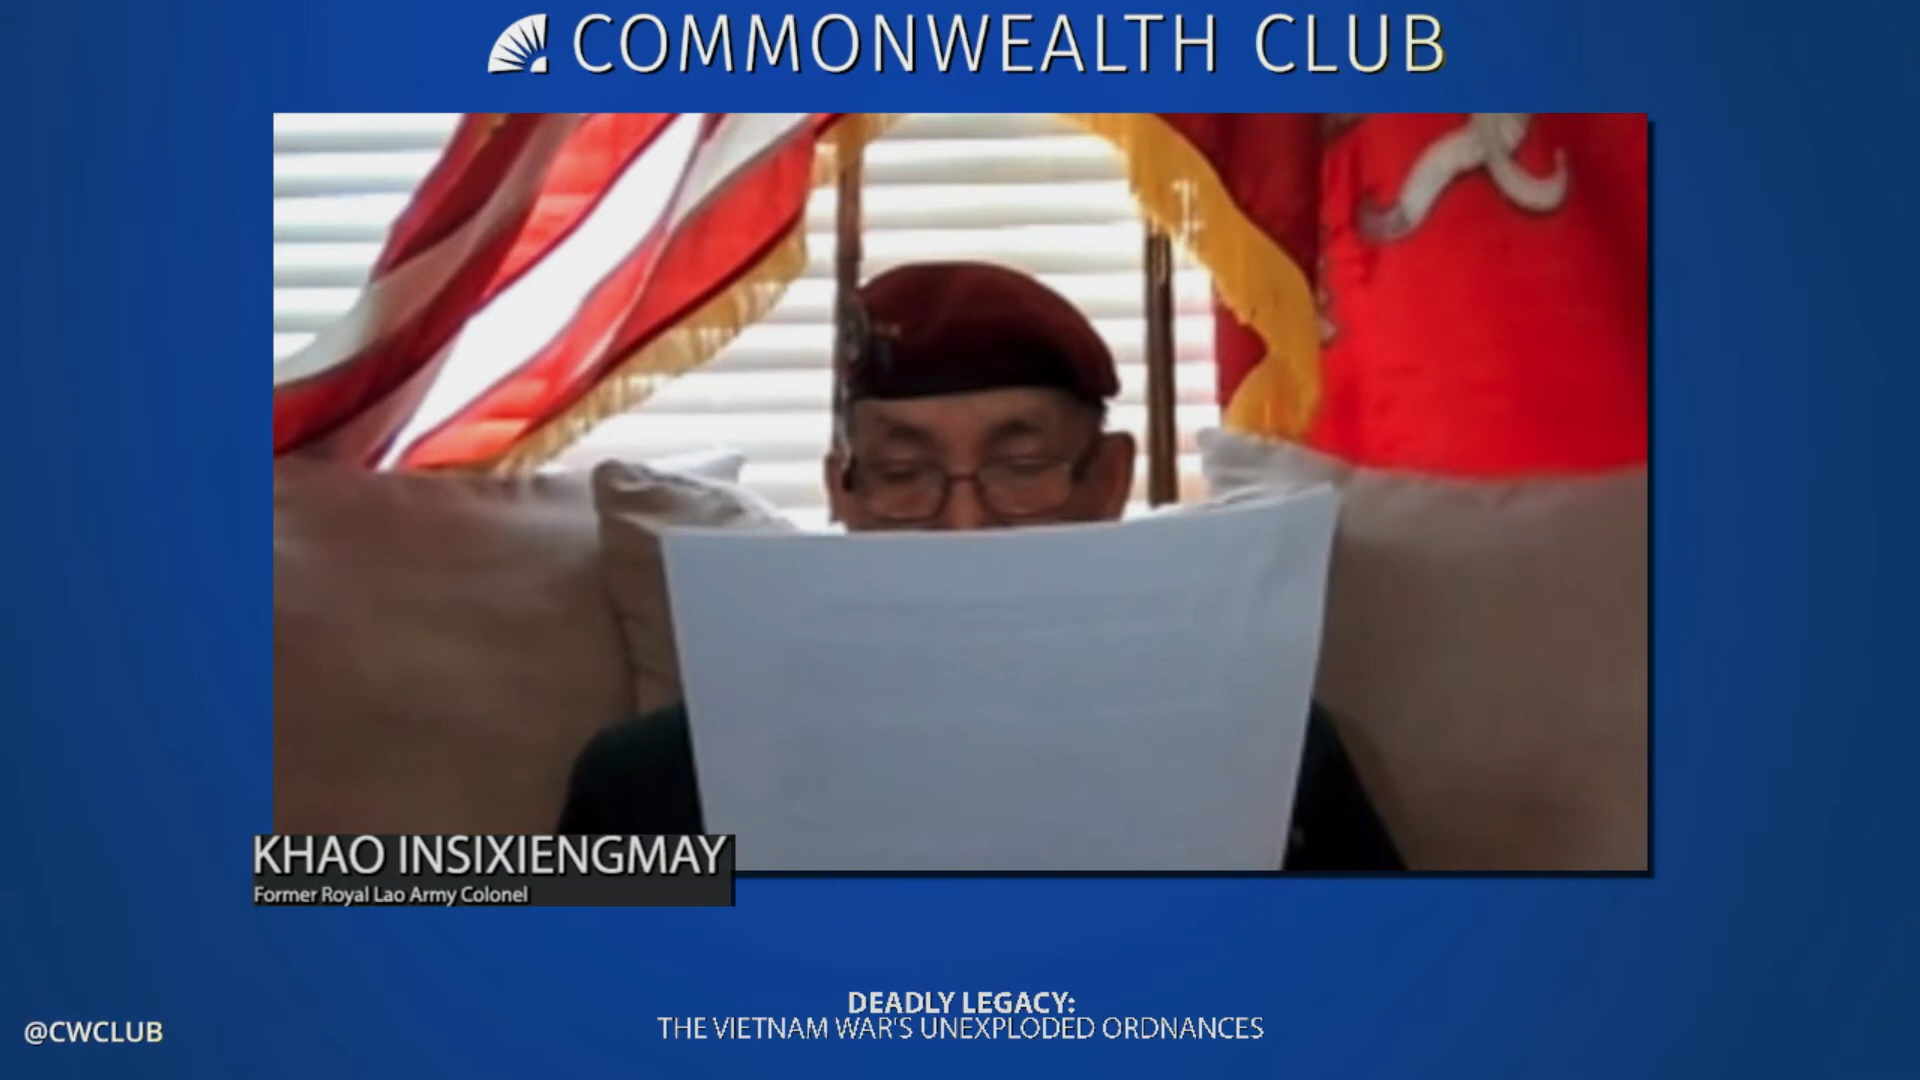 COMMONWEALTH CLUB
KHAO INSIXIENGMAY
Former Royal Lao Army Colonel
DEADLY LEGACY:
THE VIETNAM WAR'S UNEXPLODED ORDNANCES
@CWCLUB